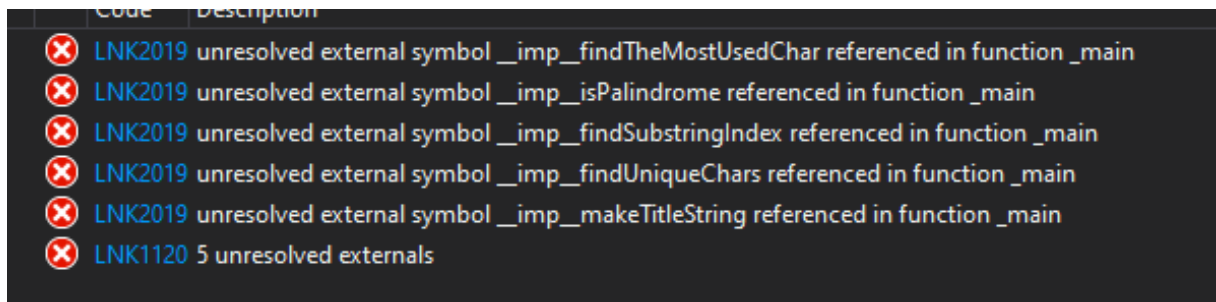 Code Description
LNK2019 unresolved external symbol __imp__findTheMostUsedChar referenced in function _main
LNK2019 unresolved external symbol __imp__isPalindrome referenced in function _main
LNK2019 unresolved external symbol __imp__findSubstringIndex referenced in function _main
LNK2019 unresolved external symbol __imp__findUniqueChars referenced in function _main
LNK2019 unresolved external symbol __imp__makeTitleString referenced in function _main
LNK1120 5 unresolved externals